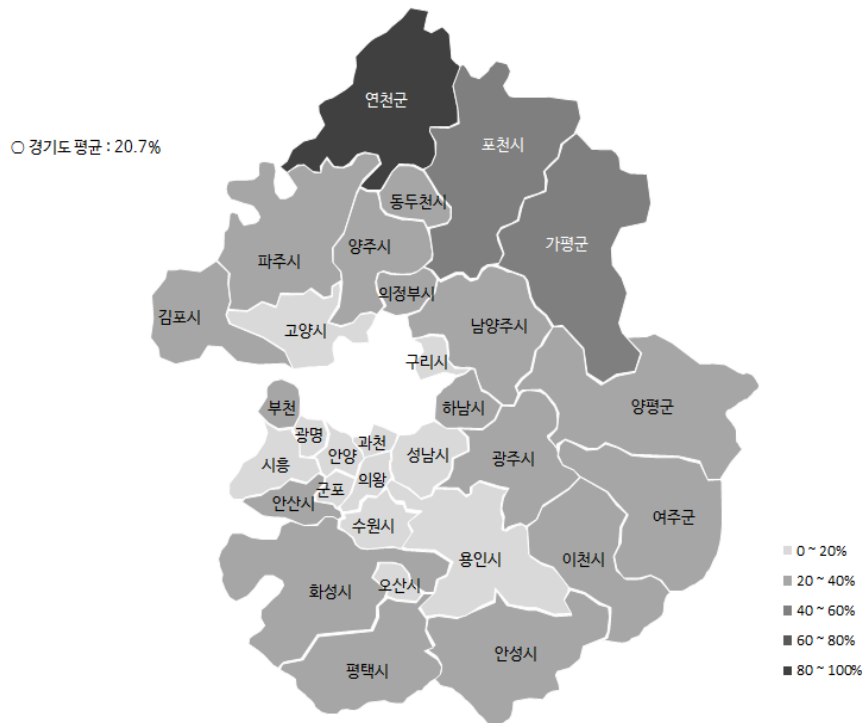 연천군
○ 경기도 평균 : 20.7%
포천시
동두천시
양주시
가평군
파주시
의정부시
김포시
고양시
남양주시
구리시
부천
하남시
양평군
광명
과천
안양
성남시
시흥
광주시
의왕
군포
안산시
여주군
수원시
용인시
이천시
0 ~ 20%
20 ~ 40%
40 ~ 60%
60 ~ 80%
80 ~ 100%
화성시
오산시
안성시
평택시